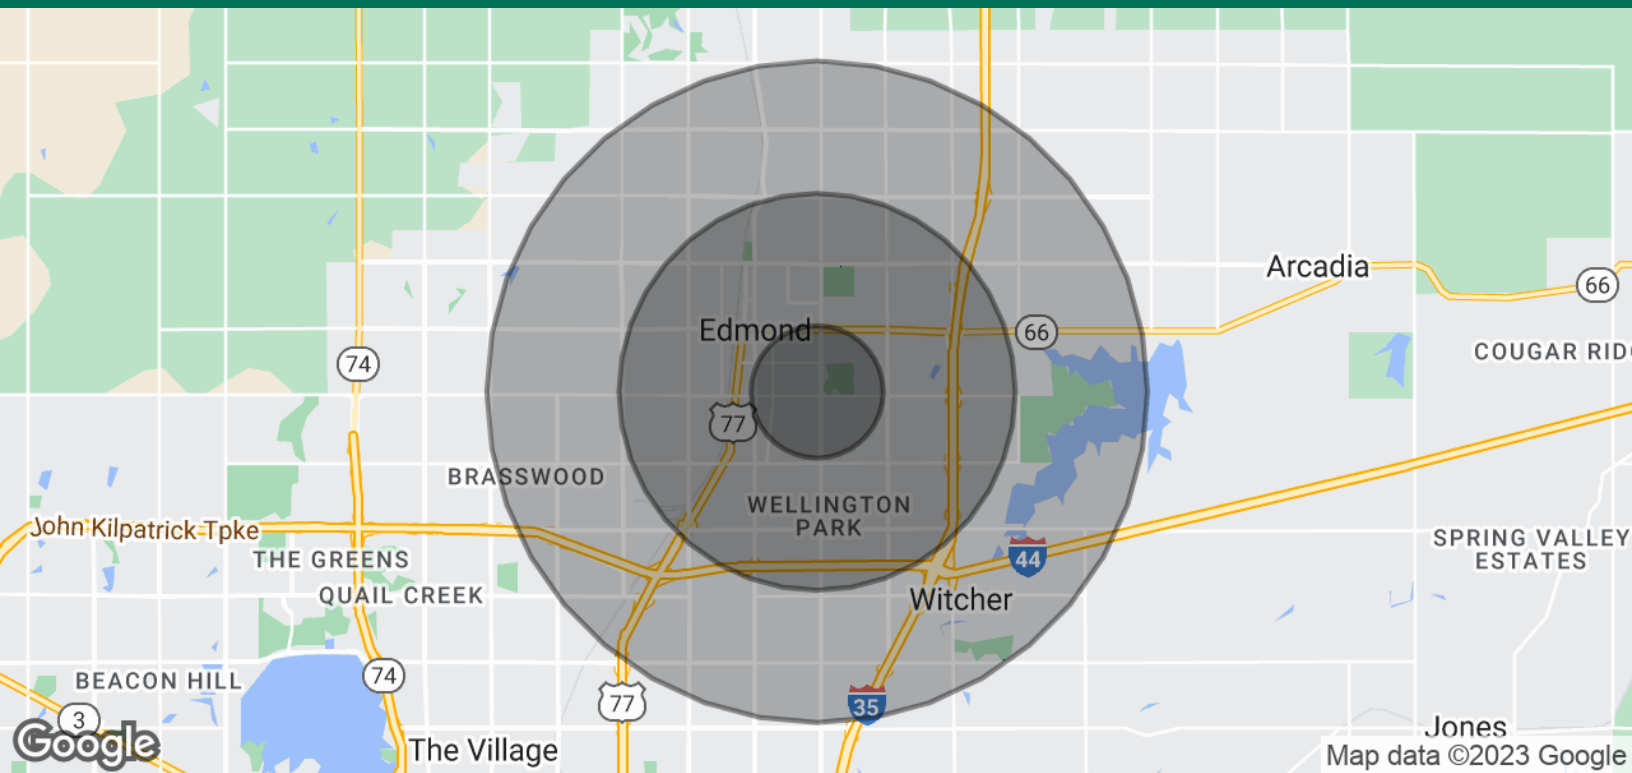 Arcadia
66
Edmond
66
COUGAR RID
74
77
BRASSWOOD
WELLINGTON
PARK
John Kilpatrick Tpke
THE GREENS
44
SPRING VALLEY
ESTATES
QUAIL CREEK
Witcher
BEACON HILL
74
77
35
3
Google
The Village
Jones
Map data ©2023 Google